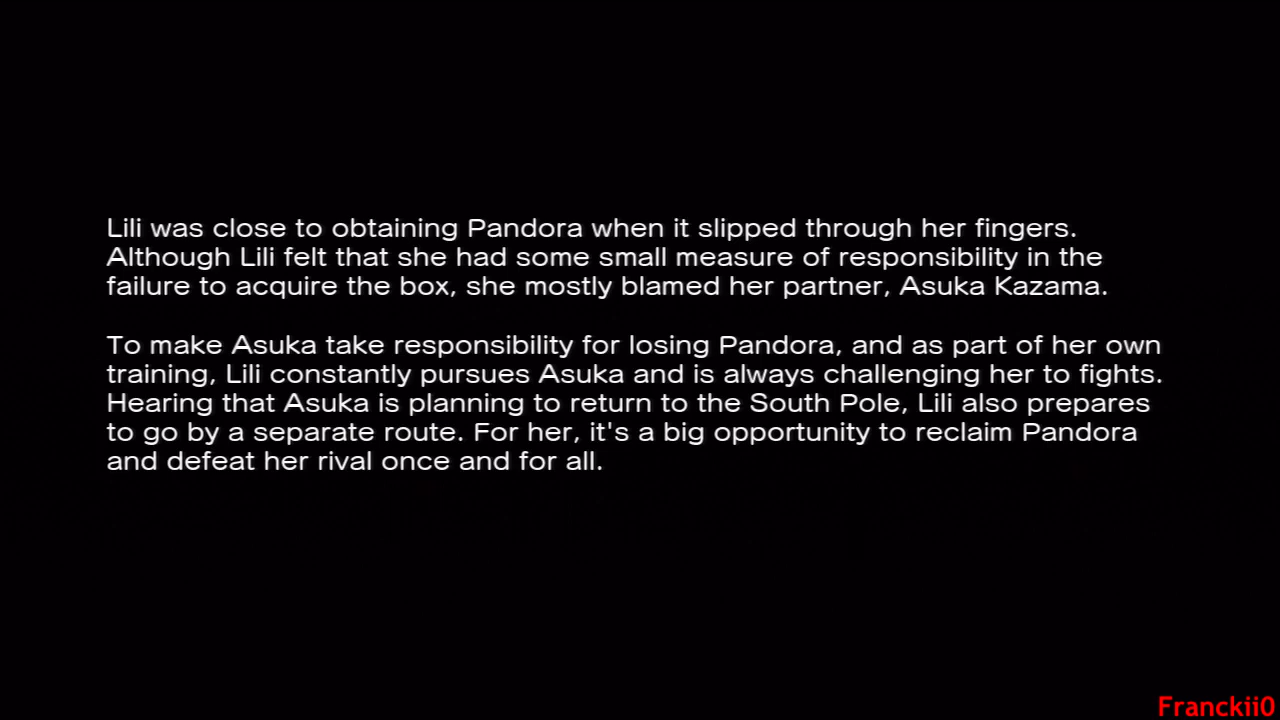 Lili was close to obtaining Pandora when it slipped through her fingers.
Although Lili felt that she had some small measure of responsibility in the
failure to acquire the box, she mostly blamed her partner, Asuka Kazama.
To make Asuka take responsibility for losing Pandora, and as part of her own
training, Lili constantly pursues Asuka and is always challenging her to fights.
Hearing that Asuka is planning to return to the South Pole, Lili also prepares
to go by a separate route. For her, it's a big opportunity to reclaim Pandora
and defeat her rival once and for all.
Franckii0